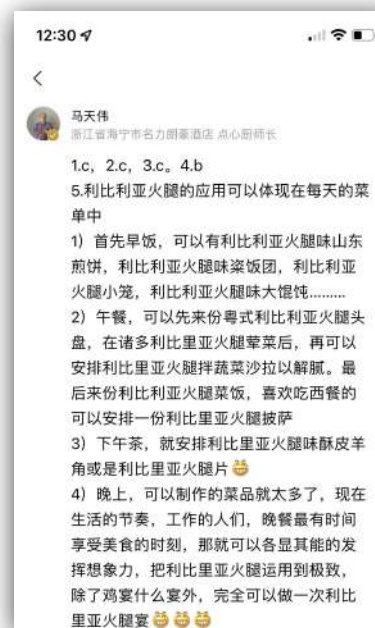 12:30
马天伟
浙江省海宁市名力朗豪酒店 点心厨师长
1.c，2.c，3.c。4.b
5.利比利亚火腿的应用可以体现在每天的菜
单中
1）首先早饭，可以有利比利亚火腿味山东
煎饼，利比利亚火腿味粢饭团，利比利亚
火腿小笼，利比利亚火腿味大馄饨………
2）午餐，可以先来份粤式利比利亚火腿头
盘，在诸多利比里亚火腿荤菜后，再可以
安排利比里亚火腿拌蔬菜沙拉以解腻。最
后来份利比利亚火腿菜饭，喜欢吃西餐的
可以安排一份利比里亚火腿披萨
3）下午茶，就安排利比里亚火腿味酥皮羊
角或是利比里亚火腿片😁
4）晚上，可以制作的菜品就太多了，现在
生活的节奏，工作的人们，晚餐最有时间
享受美食的时刻，那就可以各显其能的发
挥想象力，把利比里亚火腿运用到极致，
除了鸡宴什么宴外，完全可以做一次利比
里亚火腿宴😁😁😁